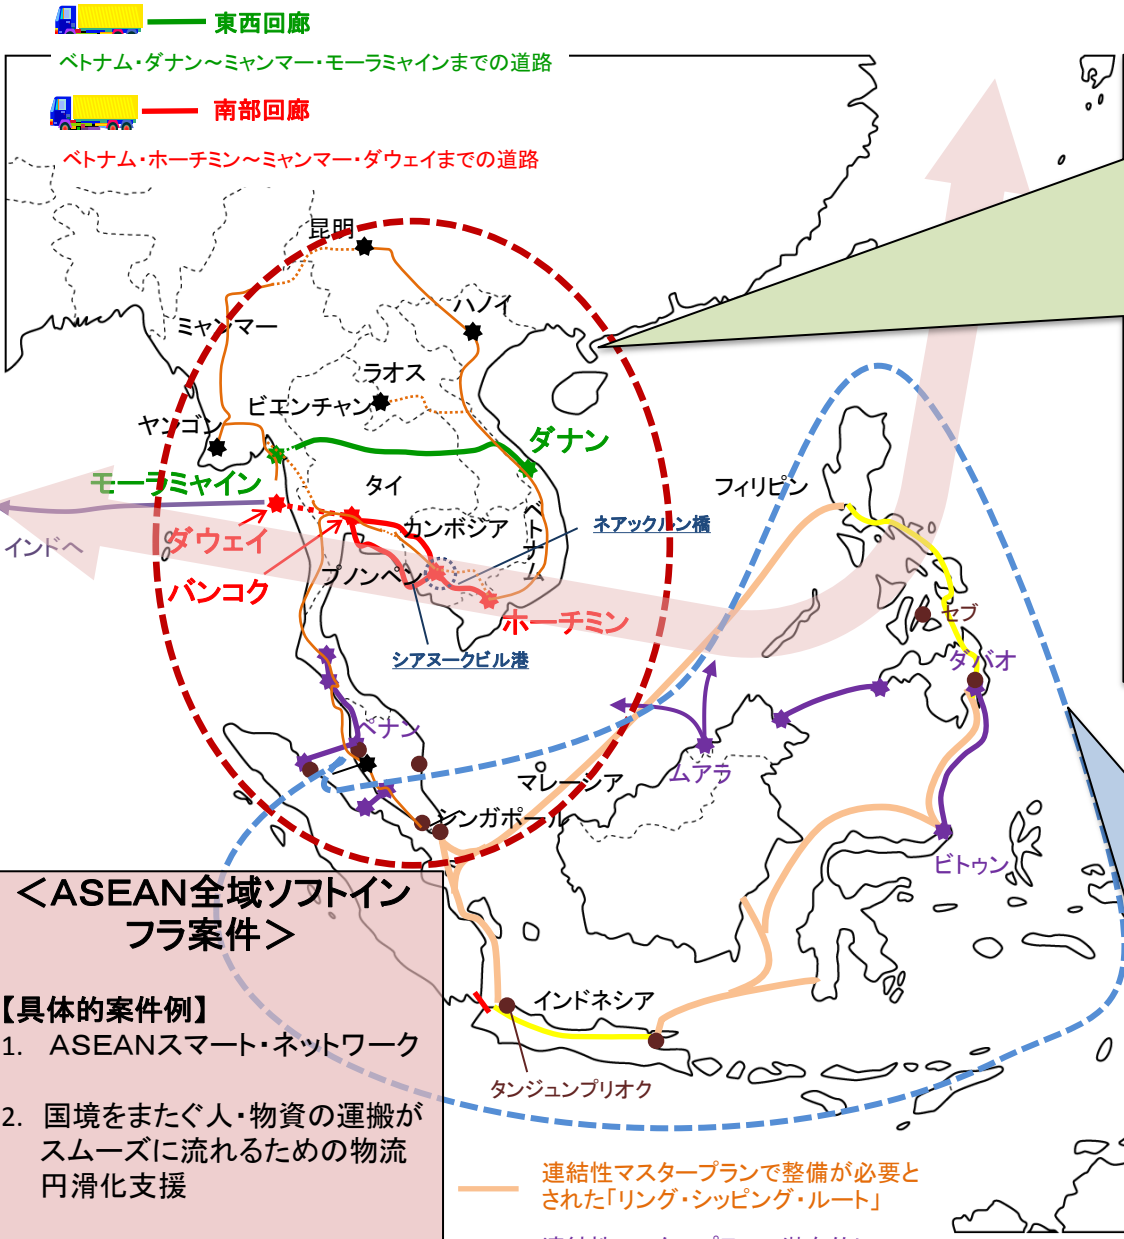 東西回廊
ベトナム・ダナン～ミャンマー・モーラミャインまでの道路
南部回廊
ベトナム・ホーチミン～ミャンマー・ダウェイまでの道路
昆明
ハノイ
ミャンマー
ラオス
ビエンチャン
ヤンゴン
ダナン
モーラミャイン
タイ
フィリピン
ベトナム
カンボジア
ネアックルン橋
インドへ
ダウェイ
プノンペン
バンコク
ホーチミン
セブ
シアヌークビル港
ダバオ
ペナン
マレーシア
ムアラ
シンガポール
ビトゥン
＜ASEAN全域ソフトイン
フラ案件＞
【具体的案件例】
1. ASEANスマート・ネットワーク
2. 国境をまたぐ人・物資の運搬が
スムーズに流れるための物流
円滑化支援
インドネシア
タンジュンプリオク
連結性マスタープランで整備が必要と
された「リング・シッピング・ルート」